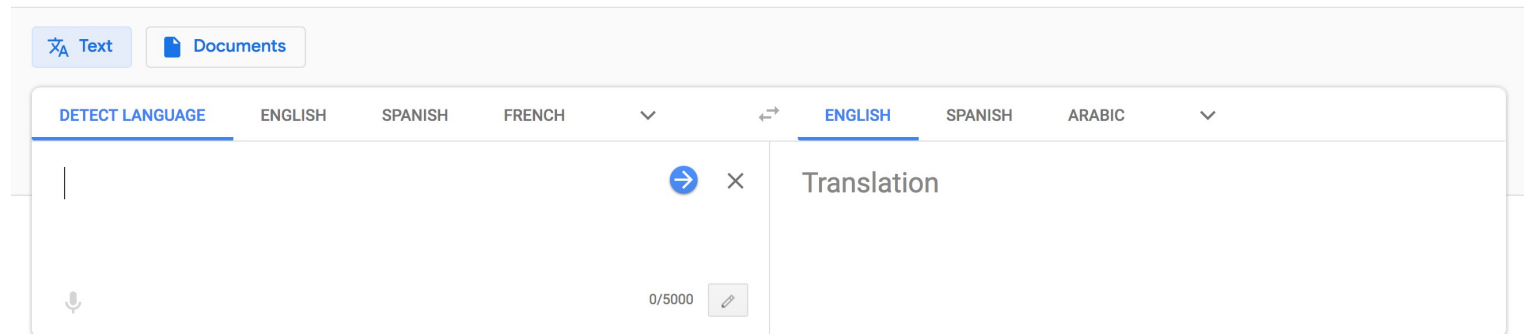 Text Documents
DETECT LANGUAGE ENGLISH SPANISH FRENCH ENGLISH SPANISH ARABIC
Translation
0/5000